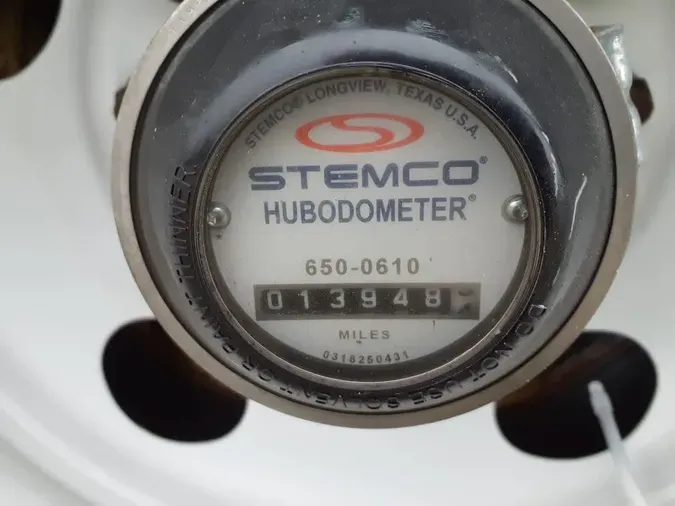 STEMCO® LONGVIEW, TEXAS U.S.A.
STEMCO®
HUBODOMETER®
650-0610
013948
MILES
0318250431
DO NOT USE SOLVENT OR PAINT THINNER